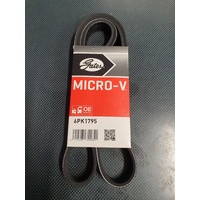 Gates
MICRO-V
OE
6PK1795